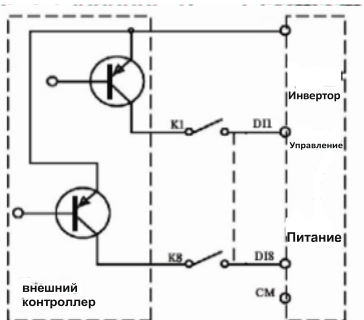 Инвертор
K1
DI1
Управление
Питание
K8
DI8
CM
внешний
контроллер